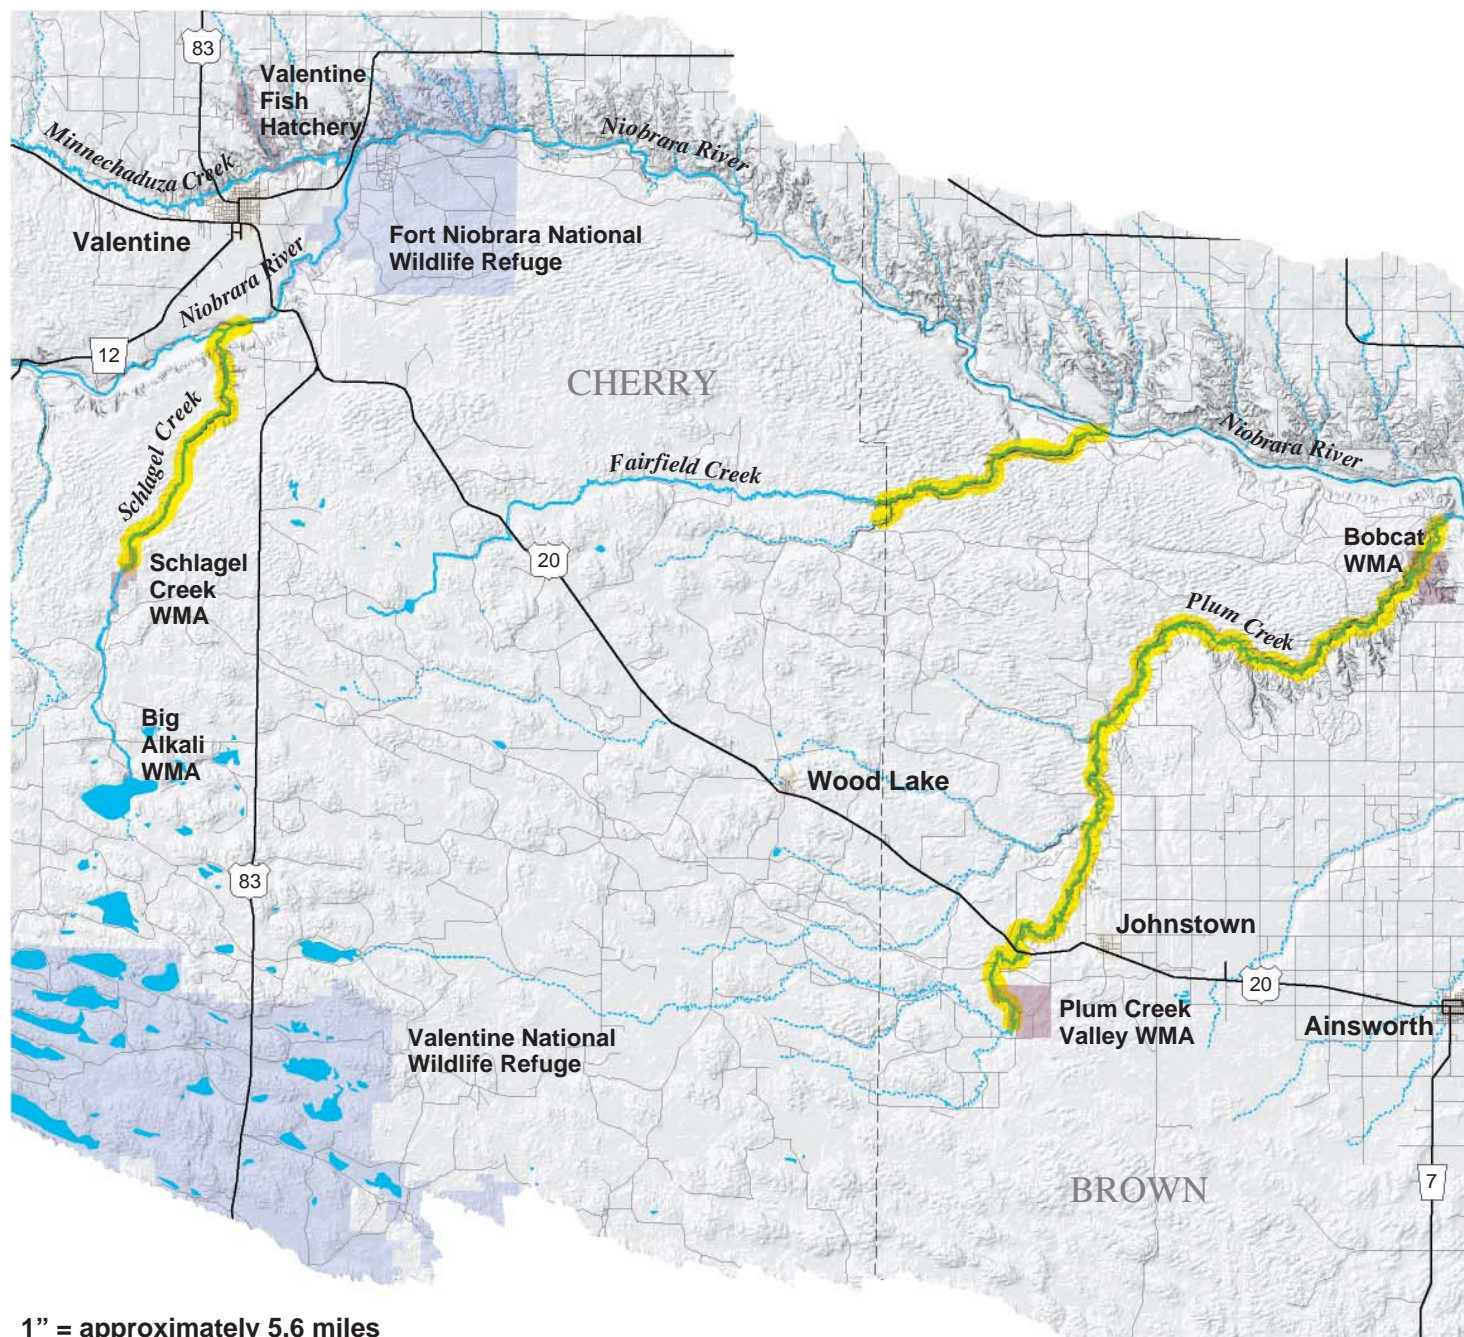 83
Valentine
Fish
Hatchery
Minnechaduza Creek
Niobrara River
Valentine
Fort Niobrara National
Wildlife Refuge
Niobrara River
12
CHERRY
Schlagel Creek
Fairfield Creek
Niobrara River
Schlagel
Creek
WMA
20
Bobcat
WMA
Plum Creek
Big
Alkali
WMA
Wood Lake
83
Johnstown
20
Plum Creek
Valley WMA
Ainsworth
Valentine National
Wildlife Refuge
BROWN
7
1” = approximately 5.6 miles